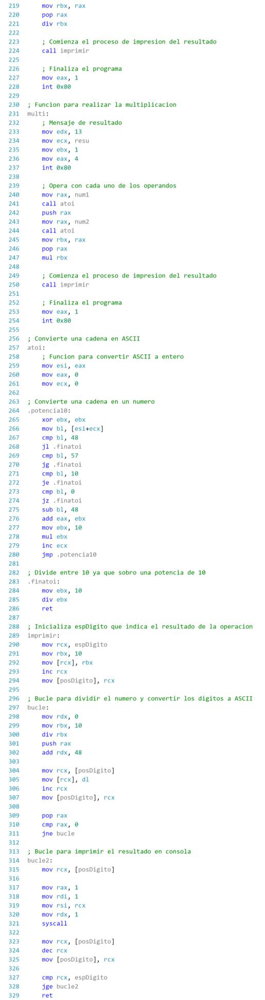 219 mov rbx, rax
220 pop rax
221 div rbx
222
223 ; Comienza el proceso de impresion del resultado
224 call imprimir
225
226 ; Finaliza el programa
227 mov eax, 1
228 int 0x80
229
230 ; Funcion para realizar la multiplicacion
231 multi:
232 ; Mensaje de resultado
233 mov edx, 13
234 mov ecx, resu
235 mov ebx, 1
236 mov eax, 4
237 int 0x80
238
239 ; Opera con cada uno de los operandos
240 mov rax, num1
241 call atoi
242 push rax
243 mov rax, num2
244 call atoi
245 mov rbx, rax
246 pop rax
247 mul rbx
248
249 ; Comienza el proceso de impresion del resultado
250 call imprimir
251
252 ; Finaliza el programa
253 mov eax, 1
254 int 0x80
255
256 ; Convierte una cadena en ASCII
257 atoi:
258 ; Funcion para convertir ASCII a entero
259 mov esi, eax
260 mov eax, 0
261 mov ecx, 0
262
263 ; Convierte una cadena en un numero
264 .potencia10:
265 xor ebx, ebx
266 mov bl, [esi+ecx]
267 cmp bl, 48
268 jl .finatoi
269 cmp bl, 57
270 jg .finatoi
271 cmp bl, 10
272 je .finatoi
273 cmp bl, 0
274 jz .finatoi
275 sub bl, 48
276 add eax, ebx
277 mov ebx, 10
278 mul ebx
279 inc ecx
280 jmp .potencia10
281
282 ; Divide entre 10 ya que sobro una potencia de 10
283 .finatoi:
284 mov ebx, 10
285 div ebx
286 ret
287
288 ; Inicializa espDigito que indica el resultado de la operacion
289 imprimir:
290 mov rcx, espDigito
291 mov rbx, 10
292 mov [rcx], rbx
293 inc rcx
294 mov [posDigito], rcx
295
296 ; Bucle para dividir el numero y convertir los digitos a ASCII
297 bucle:
298 mov rdx, 0
299 mov rbx, 10
300 div rbx
301 push rax
302 add rdx, 48
303
304 mov rcx, [posDigito]
305 mov [rcx], dl
306 inc rcx
307 mov [posDigito], rcx
308
309 pop rax
310 cmp rax, 0
311 jne bucle
312
313 ; Bucle para imprimir el resultado en consola
314 bucle2:
315 mov rcx, [posDigito]
316
317 mov rax, 1
318 mov rdi, 1
319 mov rsi, rcx
320 mov rdx, 1
321 syscall
322
323 mov rcx, [posDigito]
324 dec rcx
325 mov [posDigito], rcx
326
327 cmp rcx, espDigito
328 jge bucle2
329 ret